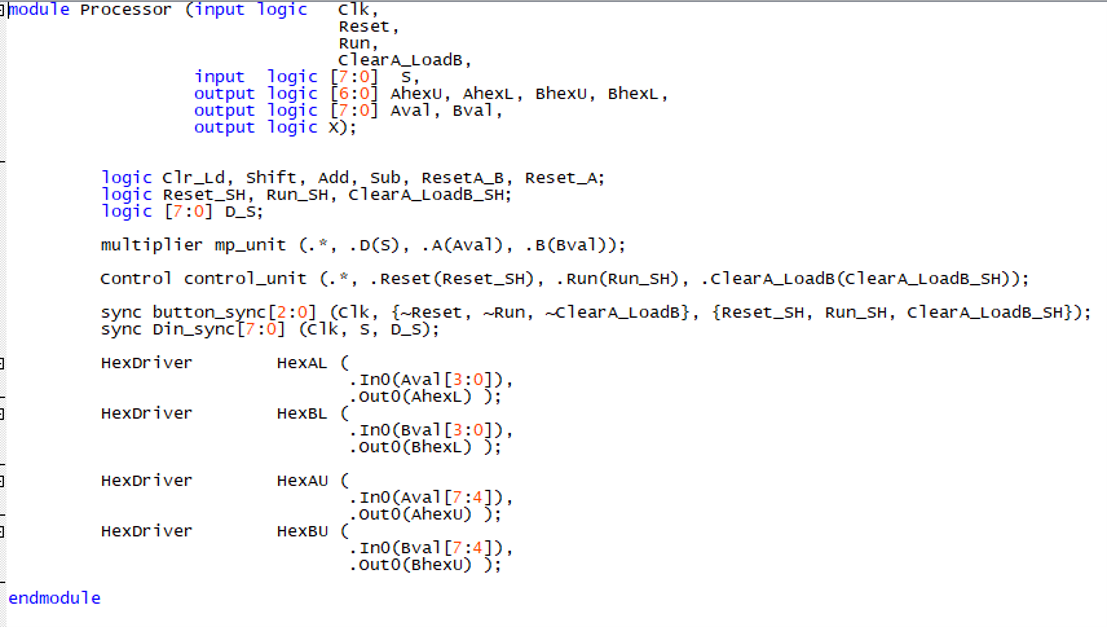 module Processor (input logic   Clk,
                                Reset,
                                Run,
                                ClearA_LoadB,
                  input  logic [7:0]  S,
                  output logic [6:0] AhexU, AhexL, BhexU, BhexL,
                  output logic [7:0] Aval, Bval,
                  output logic X);
         logic Clr_Ld, Shift, Add, Sub, ResetA_B, Reset_A;
         logic Reset_SH, Run_SH, ClearA_LoadB_SH;
         logic [7:0] D_S;
         multiplier mp_unit (.*, .D(S), .A(Aval), .B(Bval));
         Control control_unit (.*, .Reset(Reset_SH), .Run(Run_SH), .ClearA_LoadB(ClearA_LoadB_SH));
         sync button_sync[2:0] (Clk, {~Reset, ~Run, ~ClearA_LoadB}, {Reset_SH, Run_SH, ClearA_LoadB_SH});
         sync Din_sync[7:0] (Clk, S, D_S);
         HexDriver        HexAL (
                                 .In0(Aval[3:0]),
                                 .Out0(AhexL) );
         HexDriver        HexBL (
                                 .In0(Bval[3:0]),
                                 .Out0(BhexL) );
         HexDriver        HexAU (
                                 .In0(Aval[7:4]),
                                 .Out0(AhexU) );
         HexDriver        HexBU (
                                 .In0(Bval[7:4]),
                                 .Out0(BhexU) );
endmodule